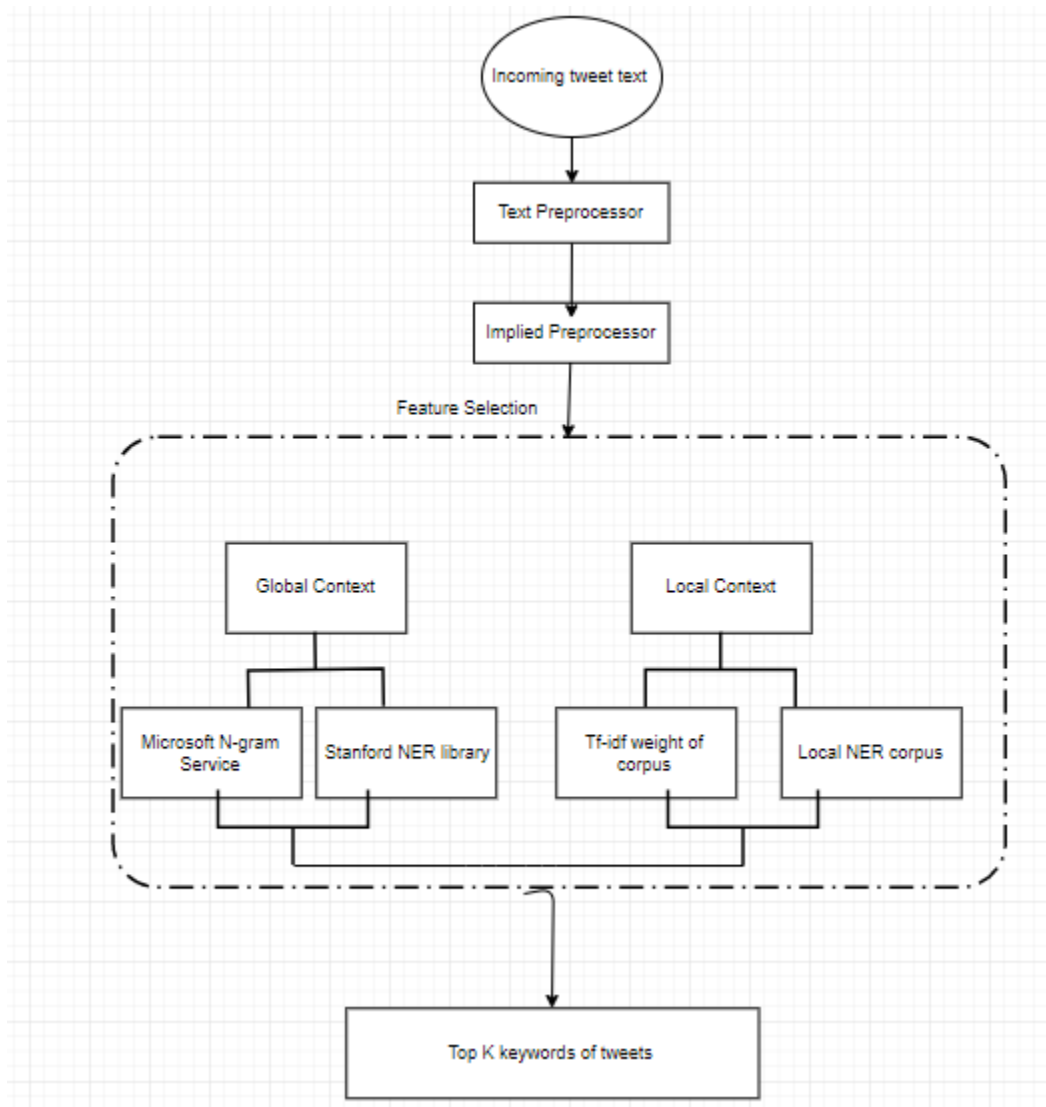 Incoming tweet text
Text Preprocessor
Implied Preprocessor
Feature Selection
Global Context
Local Context
Microsoft N-gram
Service
Stanford NER library
Tf-idf weight of
corpus
Local NER corpus
Top K keywords of tweets